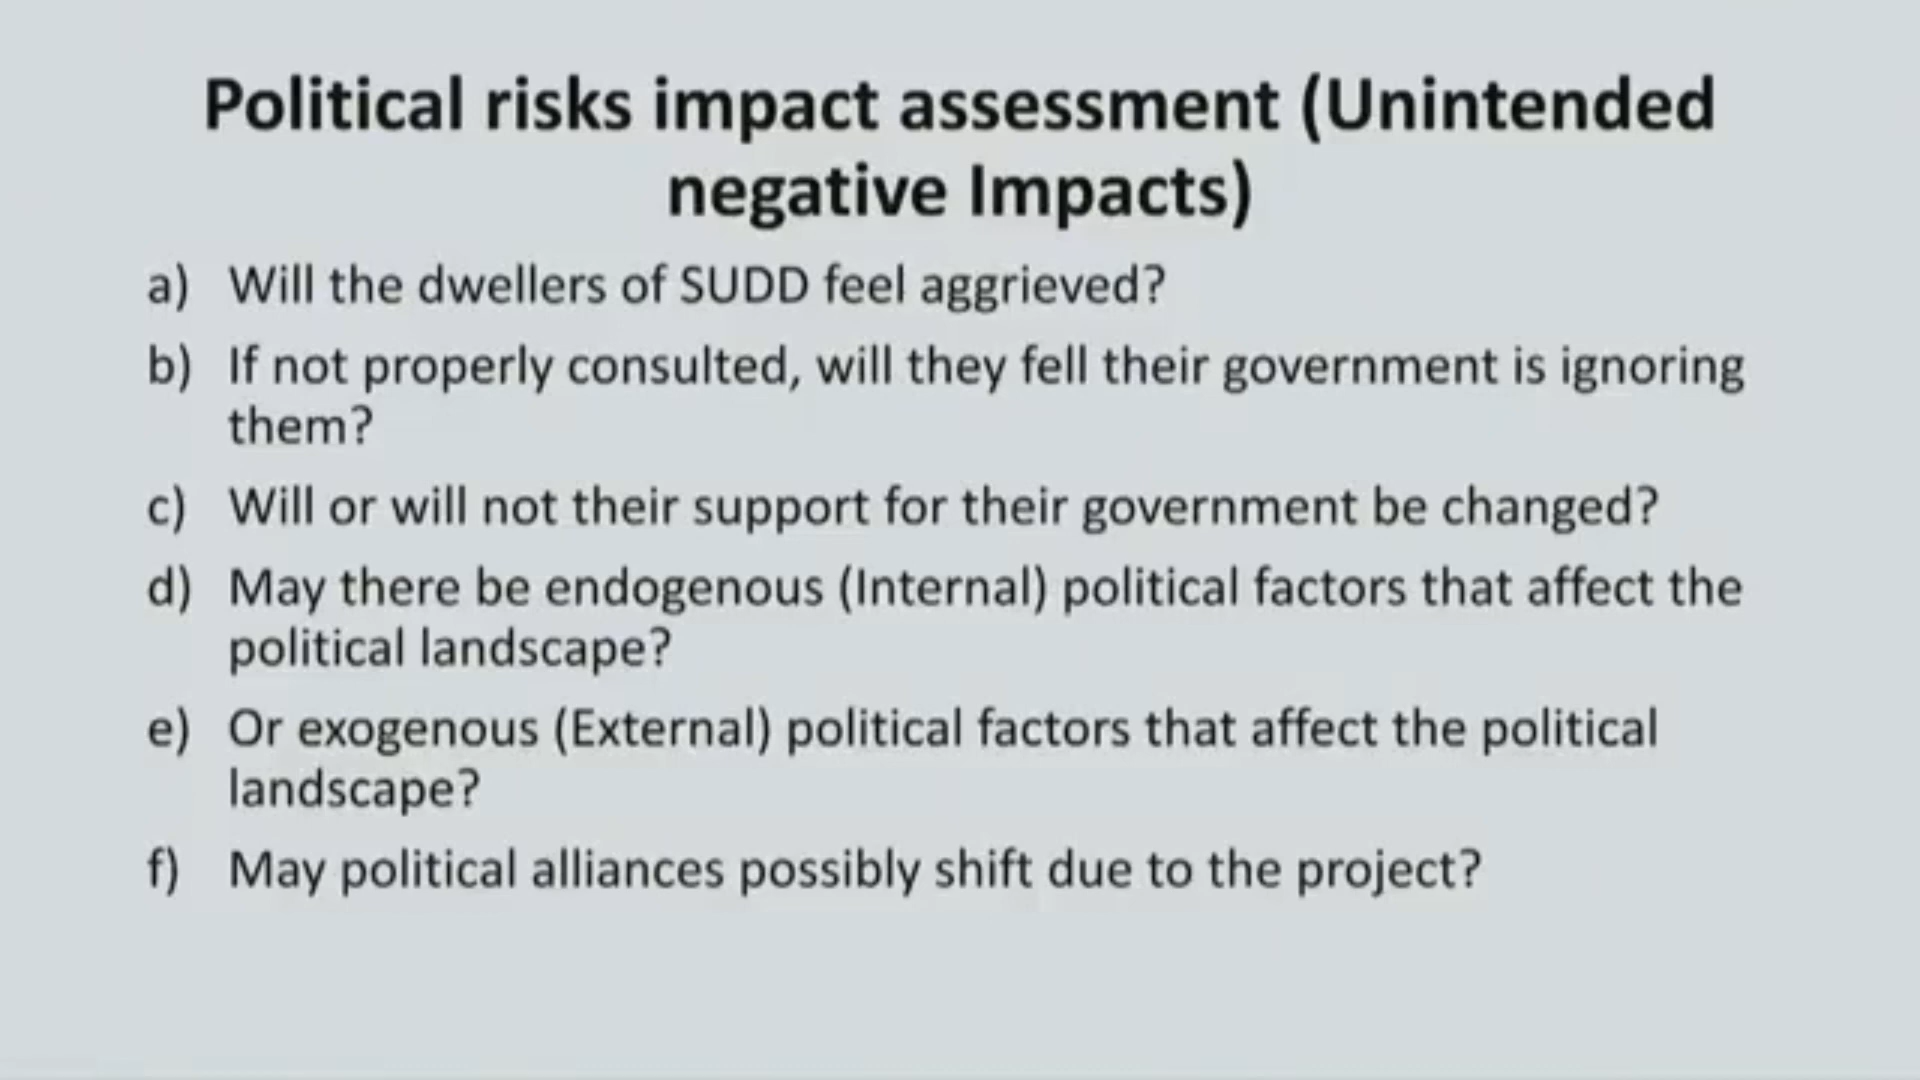 Political risks impact assessment (Unintended
negative Impacts)
a) Will the dwellers of SUDD feel aggrieved?
b) If not properly consulted, will they fell their government is ignoring
them?
c) Will or will not their support for their government be changed?
d) May there be endogenous (Internal) political factors that affect the
political landscape?
e) Or exogenous (External) political factors that affect the political
landscape?
f) May political alliances possibly shift due to the project?